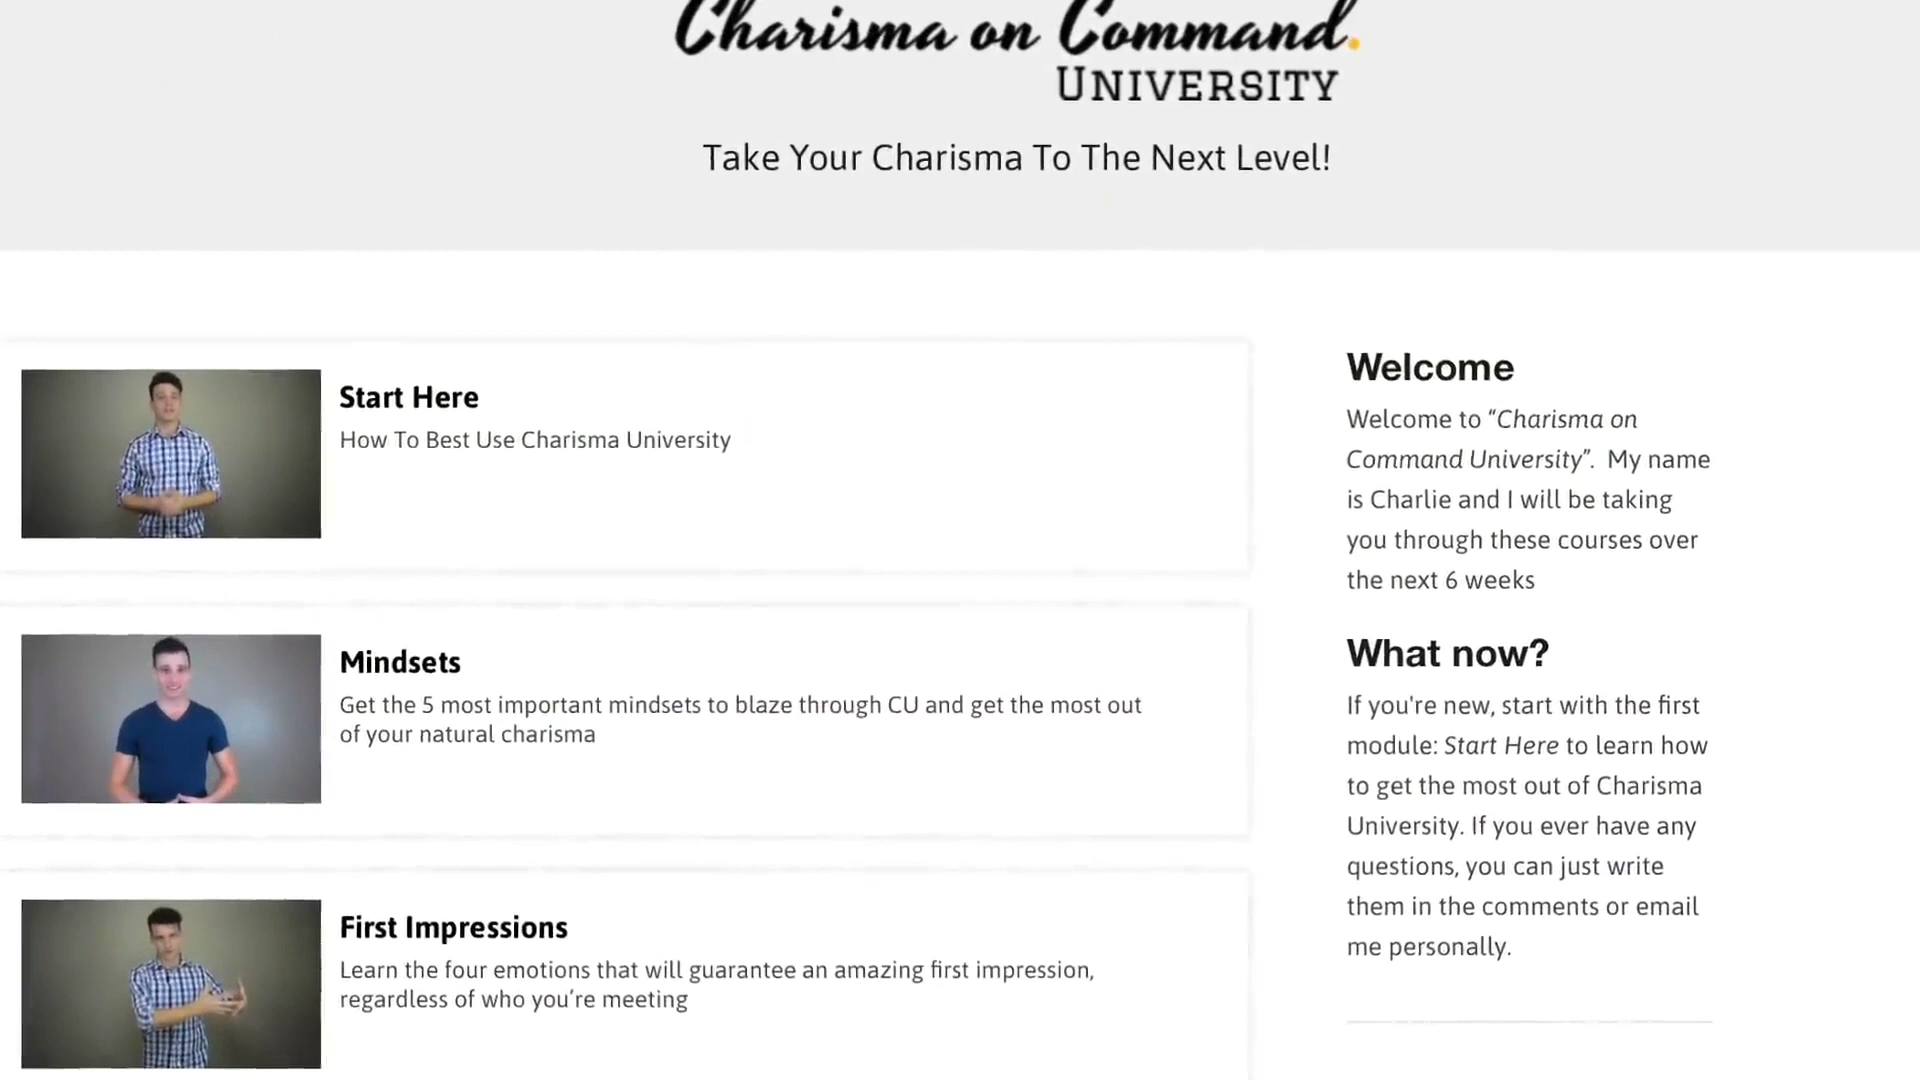 Charisma on Command.
UNIVERSITY
Take Your Charisma To The Next Level!
Start Here
How To Best Use Charisma University
Mindsets
Get the 5 most important mindsets to blaze through CU and get the most out
of your natural charisma
First Impressions
Learn the four emotions that will guarantee an amazing first impression,
regardless of who you’re meeting
Welcome
Welcome to “Charisma on
Command University”. My name
is Charlie and I will be taking
you through these courses over
the next 6 weeks
What now?
If you're new, start with the first
module: Start Here to learn how
to get the most out of Charisma
University. If you ever have any
questions, you can just write
them in the comments or email
me personally.